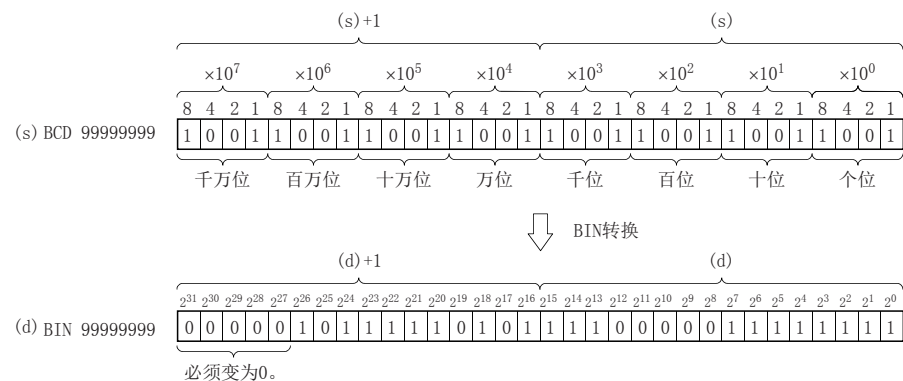 (s)+1 (s)
×10⁷ ×10⁶ ×10⁵ ×10⁴ ×10³ ×10² ×10¹ ×10⁰
8 4 2 1 8 4 2 1 8 4 2 1 8 4 2 1 8 4 2 1 8 4 2 1 8 4 2 1 8 4 2 1
(s) BCD 99999999 1 0 0 1 1 0 0 1 1 0 0 1 1 0 0 1 1 0 0 1 1 0 0 1 1 0 0 1 1 0 0 1
千万位 百万位 十万位 万位 千位 百位 十位 个位
BIN转换
(d)+1 (d)
2³¹ 2³⁰ 2²⁹ 2²⁸ 2²⁷ 2²⁶ 2²⁵ 2²⁴ 2²³ 2²² 2²¹ 2²⁰ 2¹⁹ 2¹⁸ 2¹⁷ 2¹⁶ 2¹⁵ 2¹⁴ 2¹³ 2¹² 2¹¹ 2¹⁰ 2⁹ 2⁸ 2⁷ 2⁶ 2⁵ 2⁴ 2³ 2² 2¹ 2⁰
(d) BIN 99999999 0 0 0 0 0 1 0 1 1 1 1 1 0 1 0 1 1 1 1 0 0 0 0 0 1 1 1 1 1 1 1 1
必须变为0。